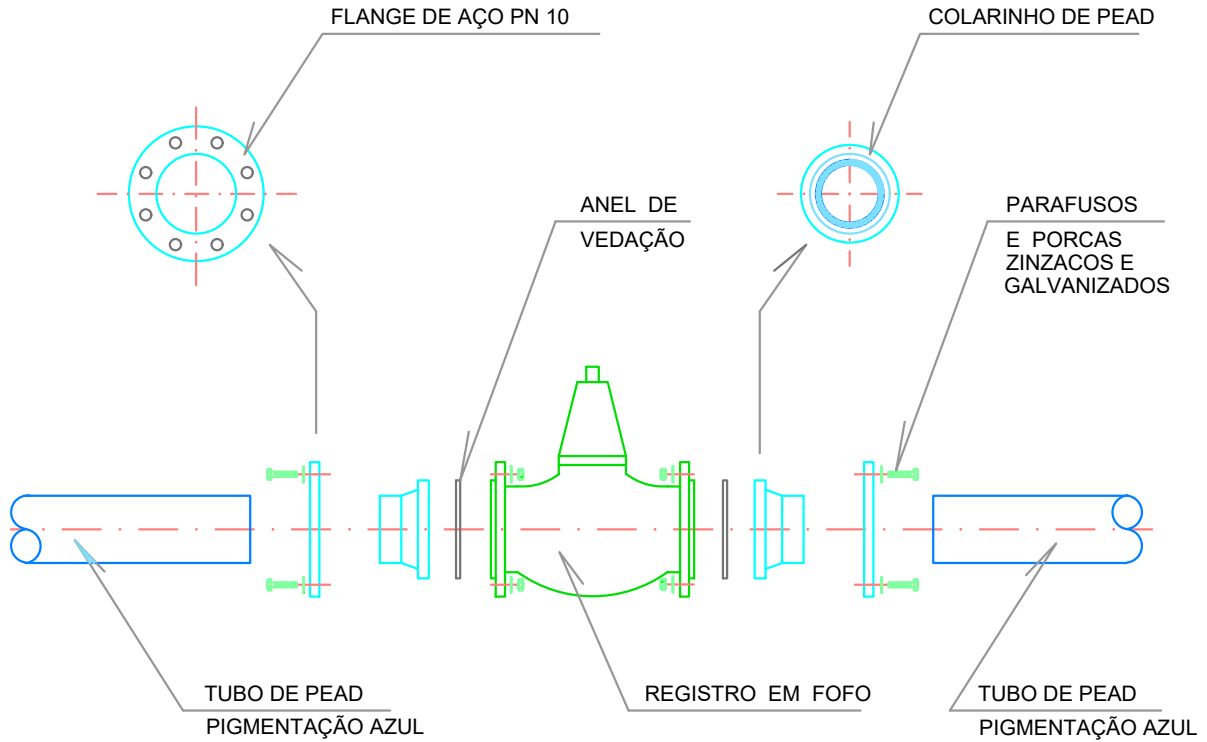 FLANGE DE AÇO PN 10
COLARINHO DE PEAD
ANEL DE
VEDAÇÃO
PARAFUSOS
E PORCAS
ZINZACOS E
GALVANIZADOS
TUBO DE PEAD
PIGMENTAÇÃO AZUL
REGISTRO EM FOFO
TUBO DE PEAD
PIGMENTAÇÃO AZUL